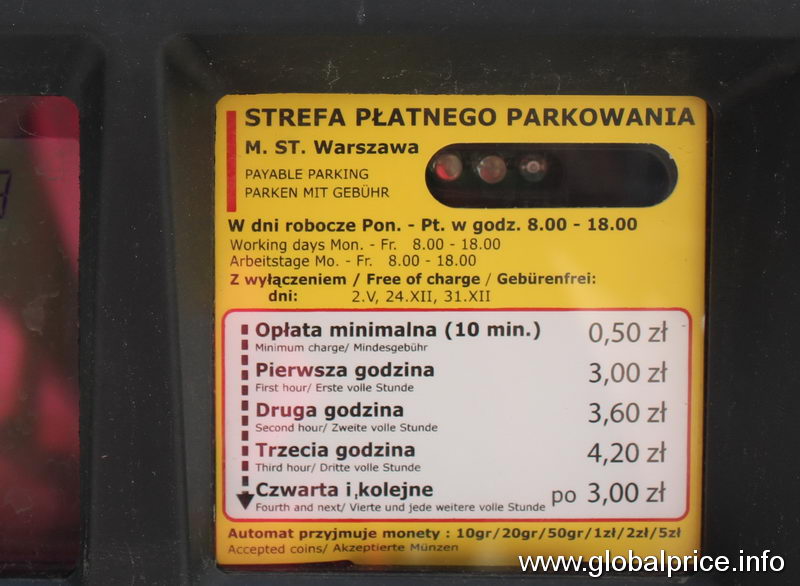 STREFA PŁATNEGO PARKOWANIA
M. ST. Warszawa
PAYABLE PARKING
PARKEN MIT GEBÜHR
W dni robocze Pon. - Pt. w godz. 8.00 - 18.00
Working days Mon. - Fr. 8.00 - 18.00
Arbeitstage Mo. - Fr. 8.00 - 18.00
Z wyłączeniem / Free of charge / Gebürenfrei:
dni: 2.V, 24.XII, 31.XII
Opłata minimalna (10 min.) 0,50 zł
Minimum charge/ Mindesgebühr
Pierwsza godzina 3,00 zł
First hour/ Erste volle Stunde
Druga godzina 3,60 zł
Second hour/ Zweite volle Stunde
Trzecia godzina 4,20 zł
Third hour/ Dritte volle Stunde
Czwarta i kolejne po 3,00 zł
Fourth and next/ Vierte und jede weitere volle Stunde
Automat przyjmuje monety : 10gr/20gr/50gr/1zł/2zł/5zł
Accepted coins/ Akzeptierte Münzen
www.globalprice.info